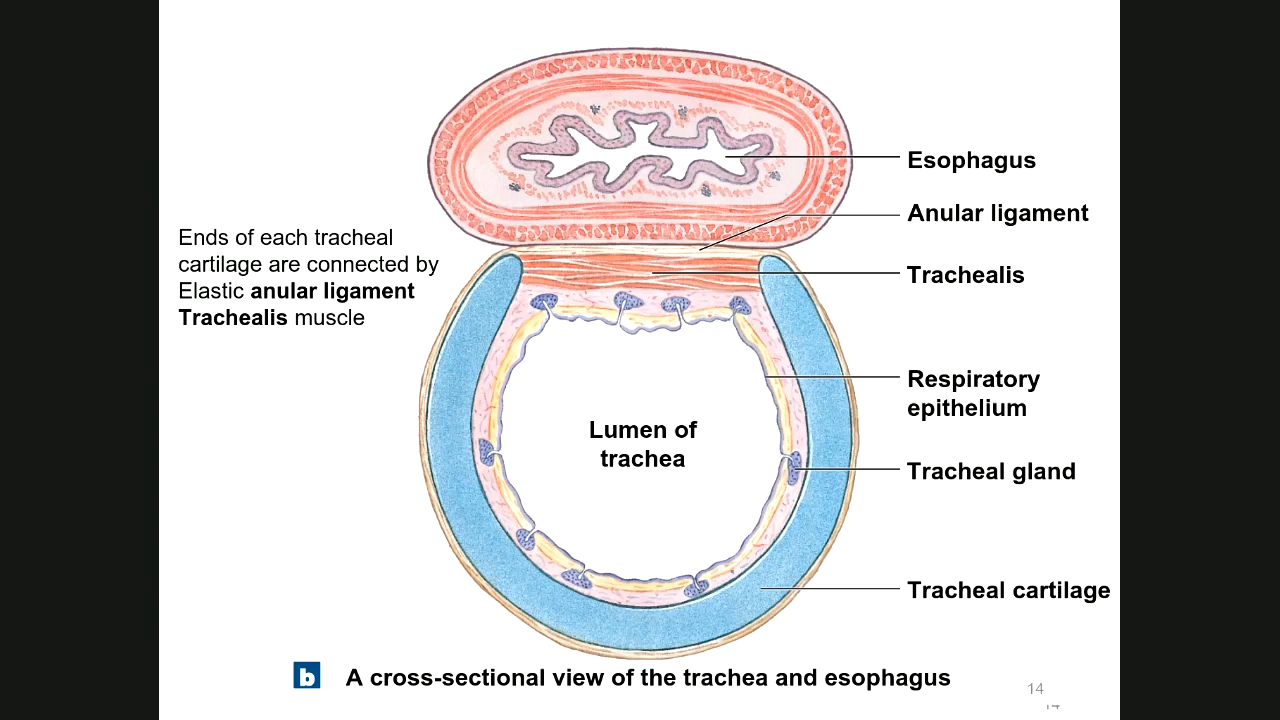 Esophagus
Anular ligament
Ends of each tracheal
cartilage are connected by
Elastic anular ligament
Trachealis muscle
Trachealis
Respiratory
epithelium
Lumen of
trachea
Tracheal gland
Tracheal cartilage
b A cross-sectional view of the trachea and esophagus
14
14